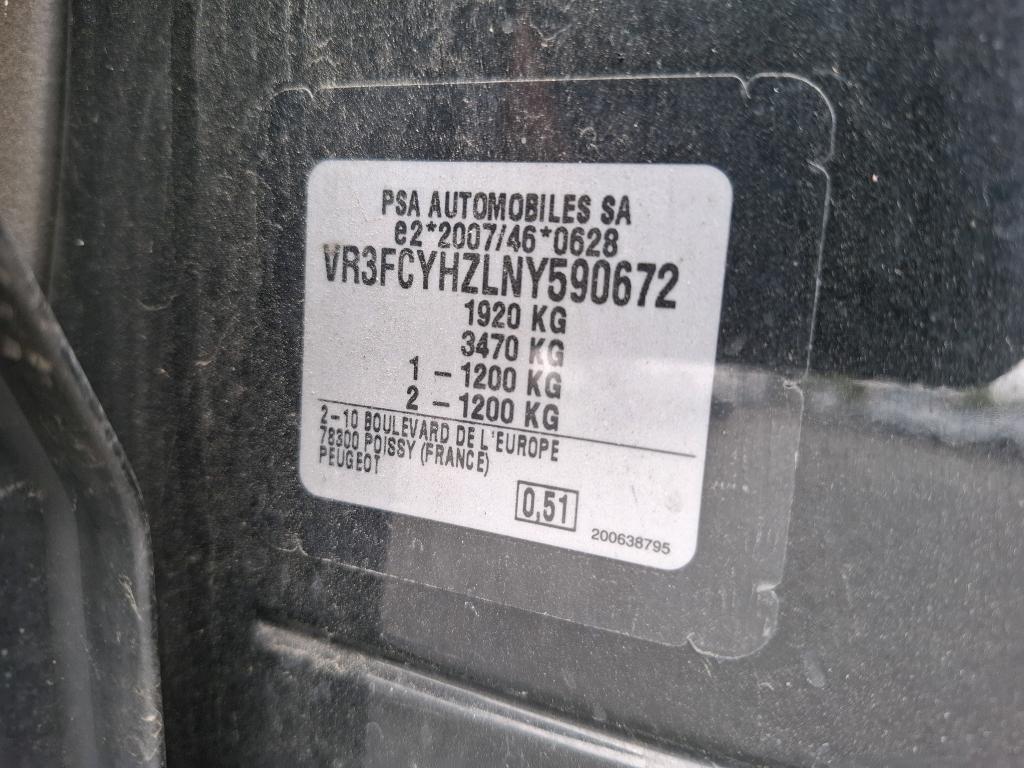 PSA AUTOMOBILES SA
e2*2007/46*0628
VR3FCYHZLNY590672
1920 KG
3470 KG
1 – 1200 KG
2 – 1200 KG
2–10 BOULEVARD DE L'EUROPE
78300 POISSY (FRANCE)
PEUGEOT
0,51
200638795